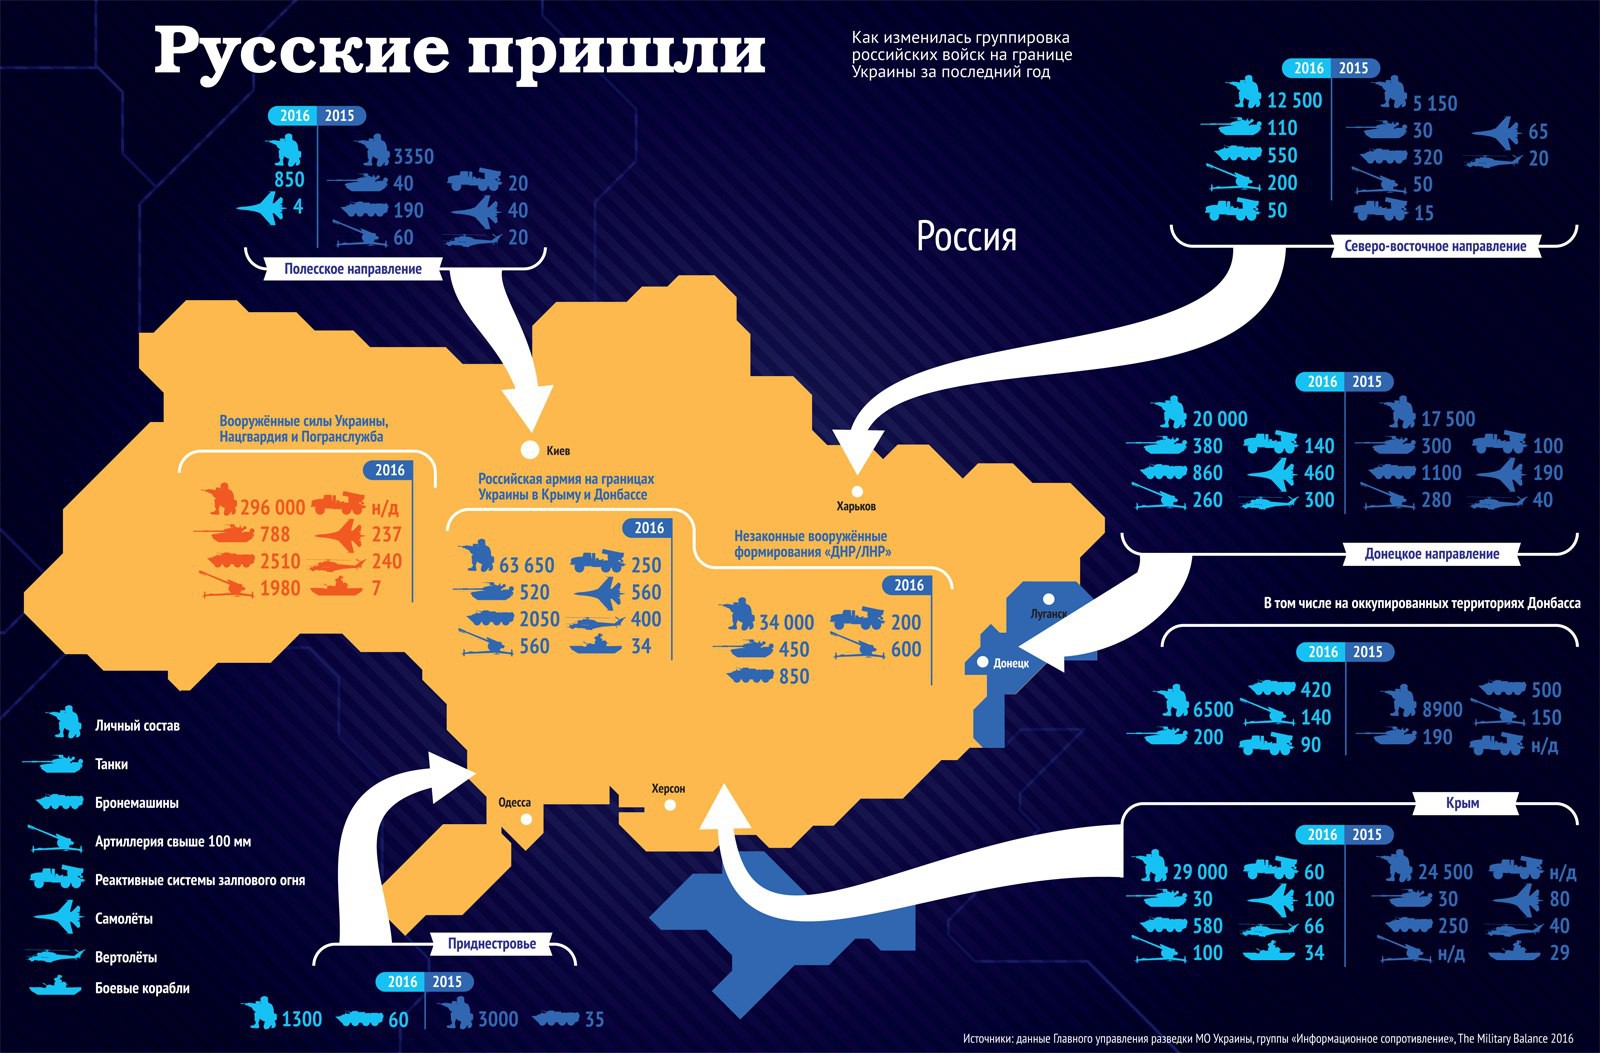 Русские пришли
Как изменилась группировка
российских войск на границе
Украины за последний год
2016 2015
850
4
3350
40 20
190 40
60 20
Полесское направление
Россия
2016 2015
12 500 5 150
110 30 65
550 320 20
200 50
50 15
Северо-восточное направление
2016 2015
20 000 17 500
380 140 300 100
860 460 1100 190
260 300 280 40
Донецкое направление
В том числе на оккупированных территориях Донбасса
2016 2015
420 500
6500 140 8900 150
200 90 190 н/д
Крым
2016 2015
29 000 60 24 500 н/д
30 100 30 80
580 66 250 40
100 34 н/д 29
Вооружённые силы Украины,
Нацгвардия и Погранслужба
2016
296 000 н/д
788 237
2510 240
1980 7
Киев
Российская армия на границах
Украины в Крыму и Донбассе
2016
63 650 250
520 560
2050 400
560 34
Харьков
Незаконные вооружённые
формирования «ДНР/ЛНР»
2016
34 000 200
450 600
850
Луганск
Донецк
Херсон
Одесса
Личный состав
Танки
Бронемашины
Артиллерия свыше 100 мм
Реактивные системы залпового огня
Самолёты
Вертолёты
Боевые корабли
Приднестровье
2016 2015
1300 60 3000 35
Источники: данные Главного управления разведки МО Украины, группы «Информационное сопротивление», The Military Balance 2016